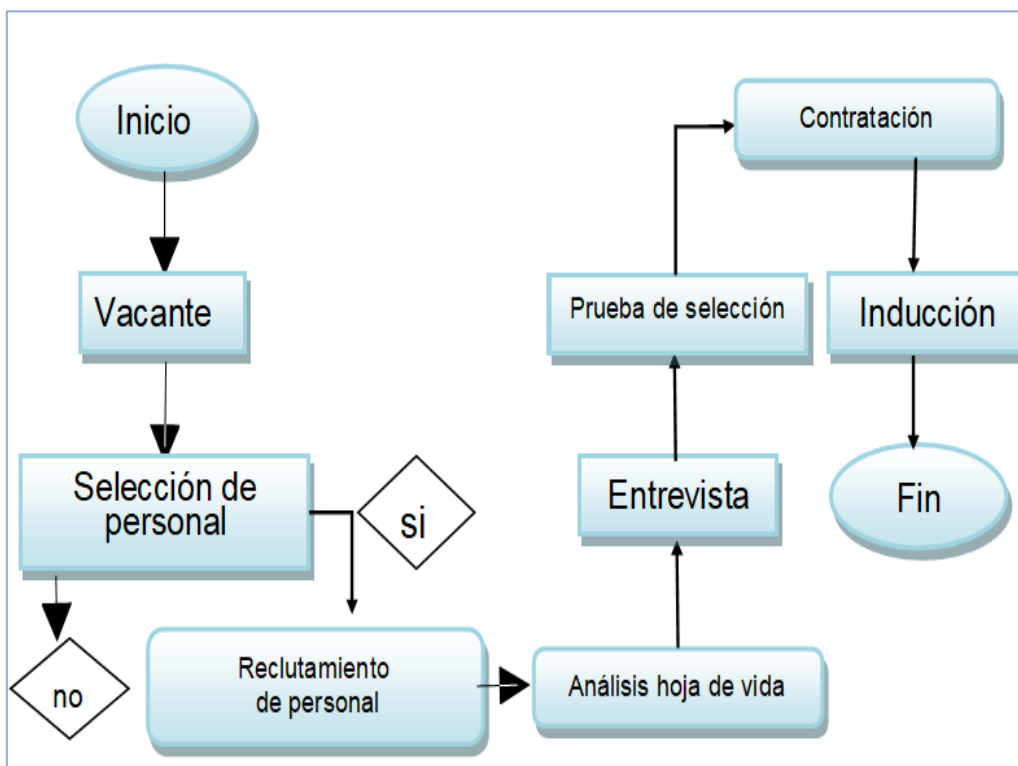 Inicio
Vacante
Selección de
personal
si
no
Reclutamiento
de personal
Análisis hoja de vida
Entrevista
Prueba de selección
Contratación
Inducción
Fin